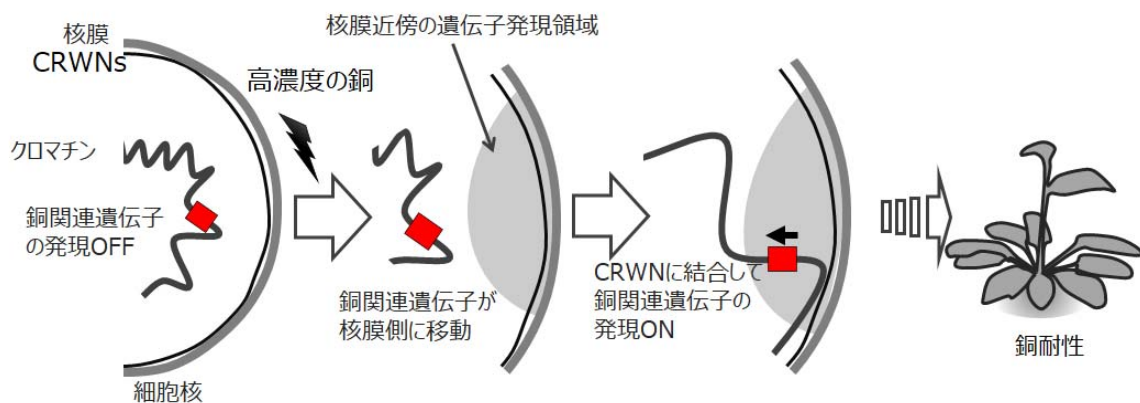 核膜
CRWNs
クロマチン
銅関連遺伝子
の発現OFF
細胞核
高濃度の銅
核膜近傍の遺伝子発現領域
銅関連遺伝子が
核膜側に移動
CRWNに結合して
銅関連遺伝子の
発現ON
銅耐性